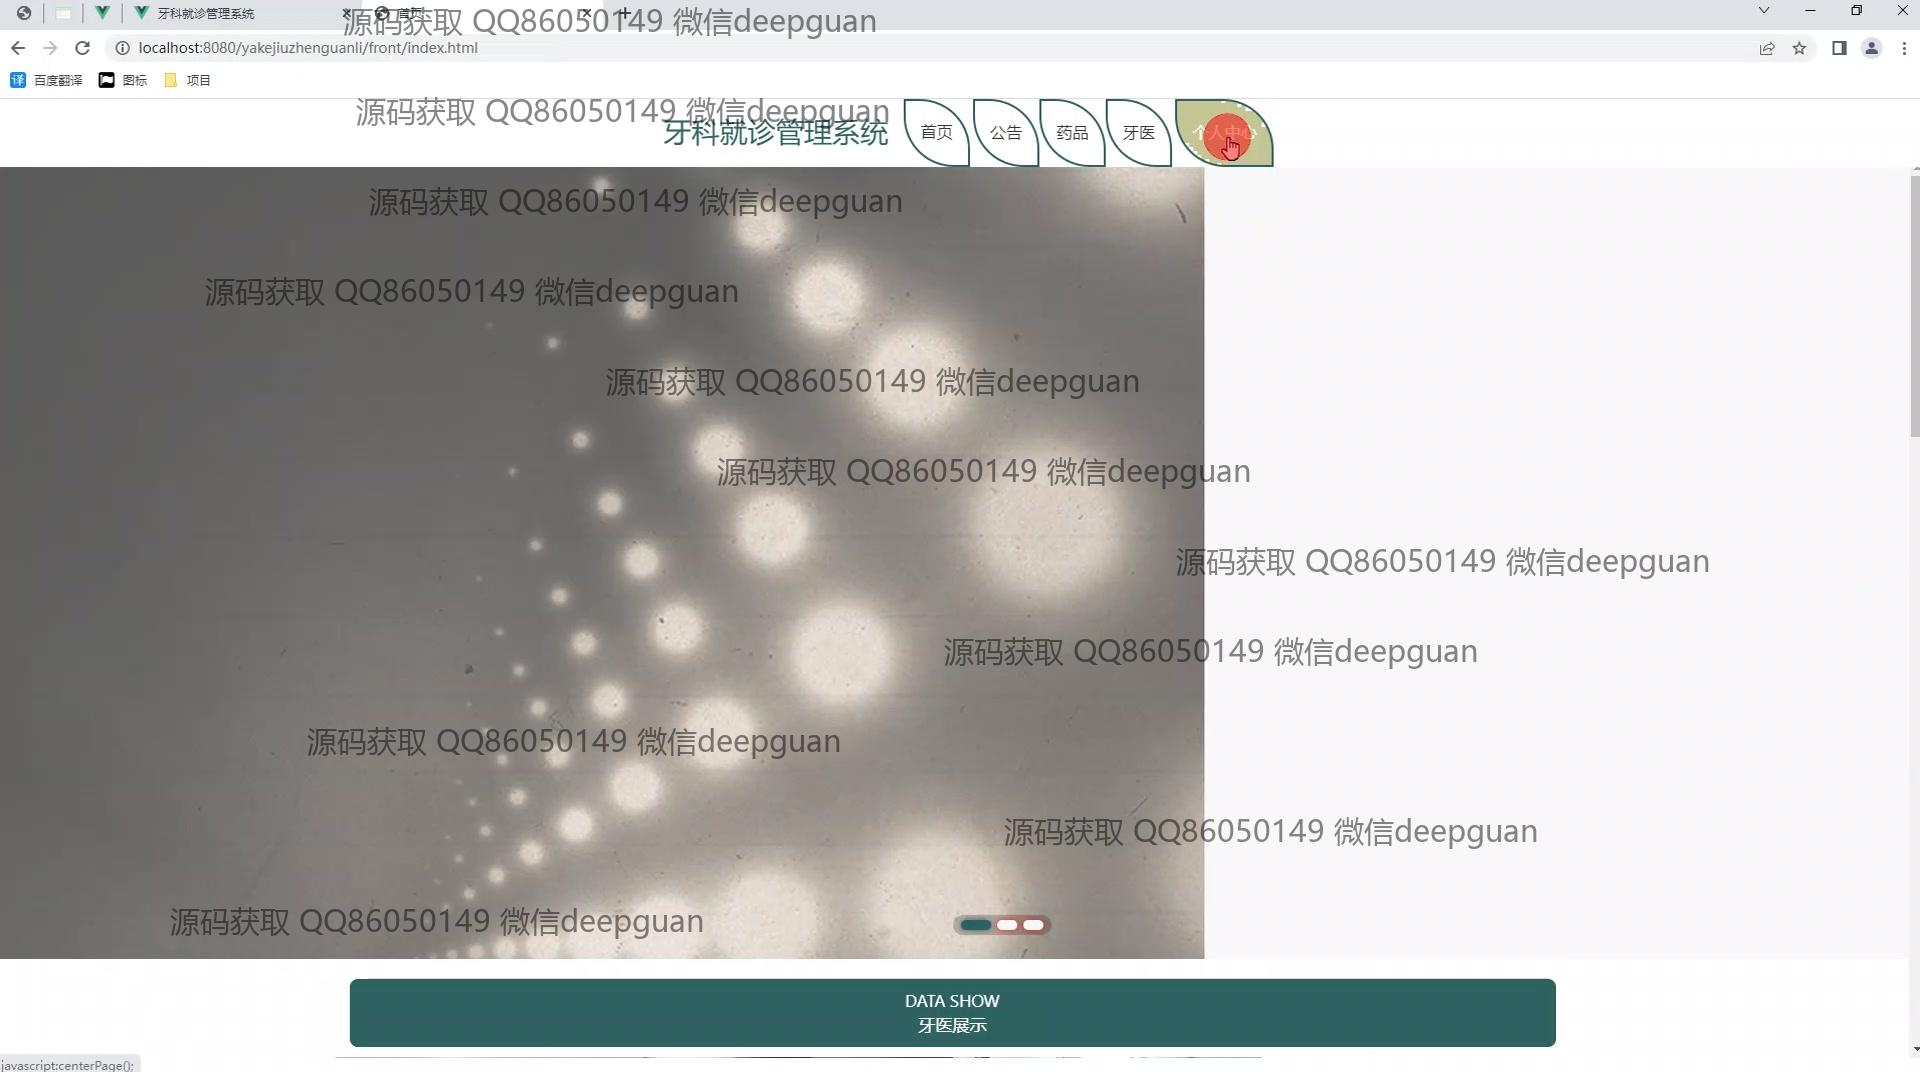 牙科就诊管理系统
首页
源码获取 QQ86050149 微信deepguan
localhost:8080/yakejiuzhenguanli/front/index.html
译 百度翻译 图标 项目
源码获取 QQ86050149 微信deepguan
牙科就诊管理系统 首页 公告 药品 牙医 个人中心
源码获取 QQ86050149 微信deepguan
源码获取 QQ86050149 微信deepguan
源码获取 QQ86050149 微信deepguan
源码获取 QQ86050149 微信deepguan
源码获取 QQ86050149 微信deepguan
源码获取 QQ86050149 微信deepguan
源码获取 QQ86050149 微信deepguan
源码获取 QQ86050149 微信deepguan
源码获取 QQ86050149 微信deepguan
DATA SHOW
牙医展示
javascript:centerPage();